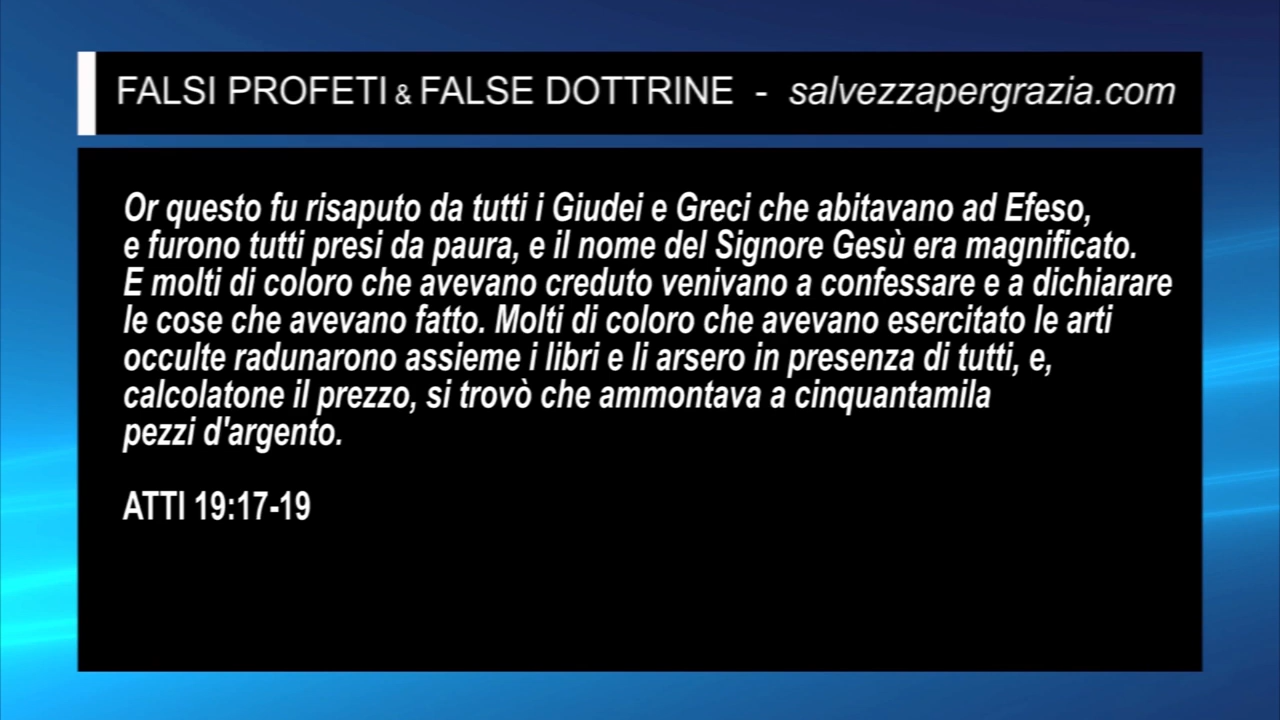 FALSI PROFETI & FALSE DOTTRINE - salvezzapergrazia.com
Or questo fu risaputo da tutti i Giudei e Greci che abitavano ad Efeso,
e furono tutti presi da paura, e il nome del Signore Gesù era magnificato.
E molti di coloro che avevano creduto venivano a confessare e a dichiarare
le cose che avevano fatto. Molti di coloro che avevano esercitato le arti
occulte radunarono assieme i libri e li arsero in presenza di tutti, e,
calcolatone il prezzo, si trovò che ammontava a cinquantamila
pezzi d'argento.
ATTI 19:17-19